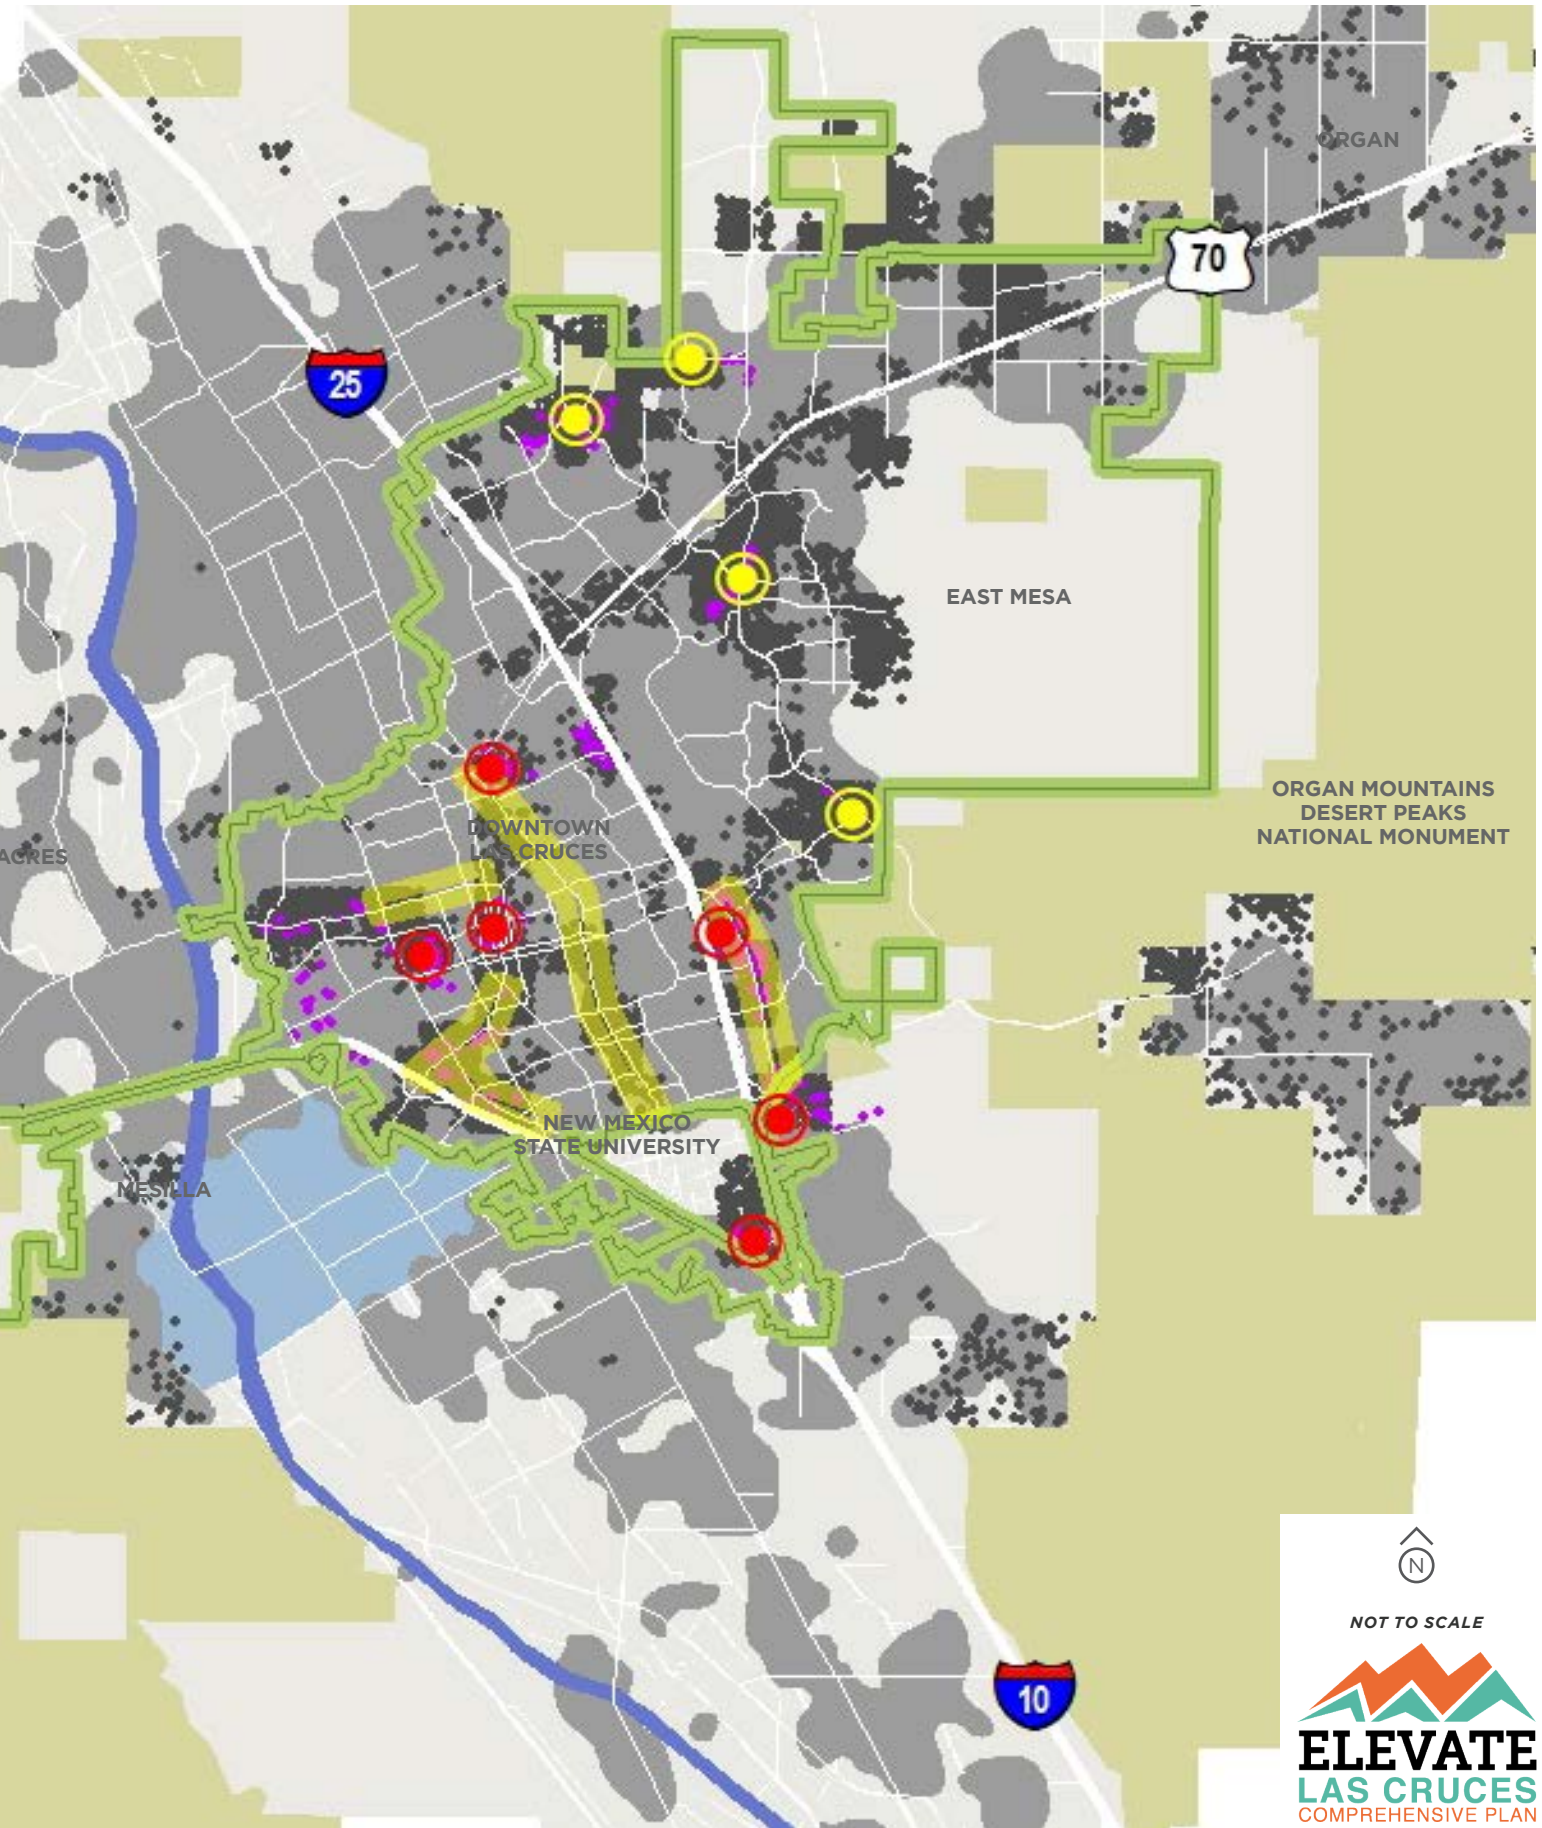 ORGAN
70
25
EAST MESA
ORGAN MOUNTAINS
DESERT PEAKS
NATIONAL MONUMENT
DOWNTOWN
LAS CRUCES
ACRES
NEW MEXICO
STATE UNIVERSITY
MESILLA
N
NOT TO SCALE
10
ELEVATE
LAS CRUCES
COMPREHENSIVE PLAN